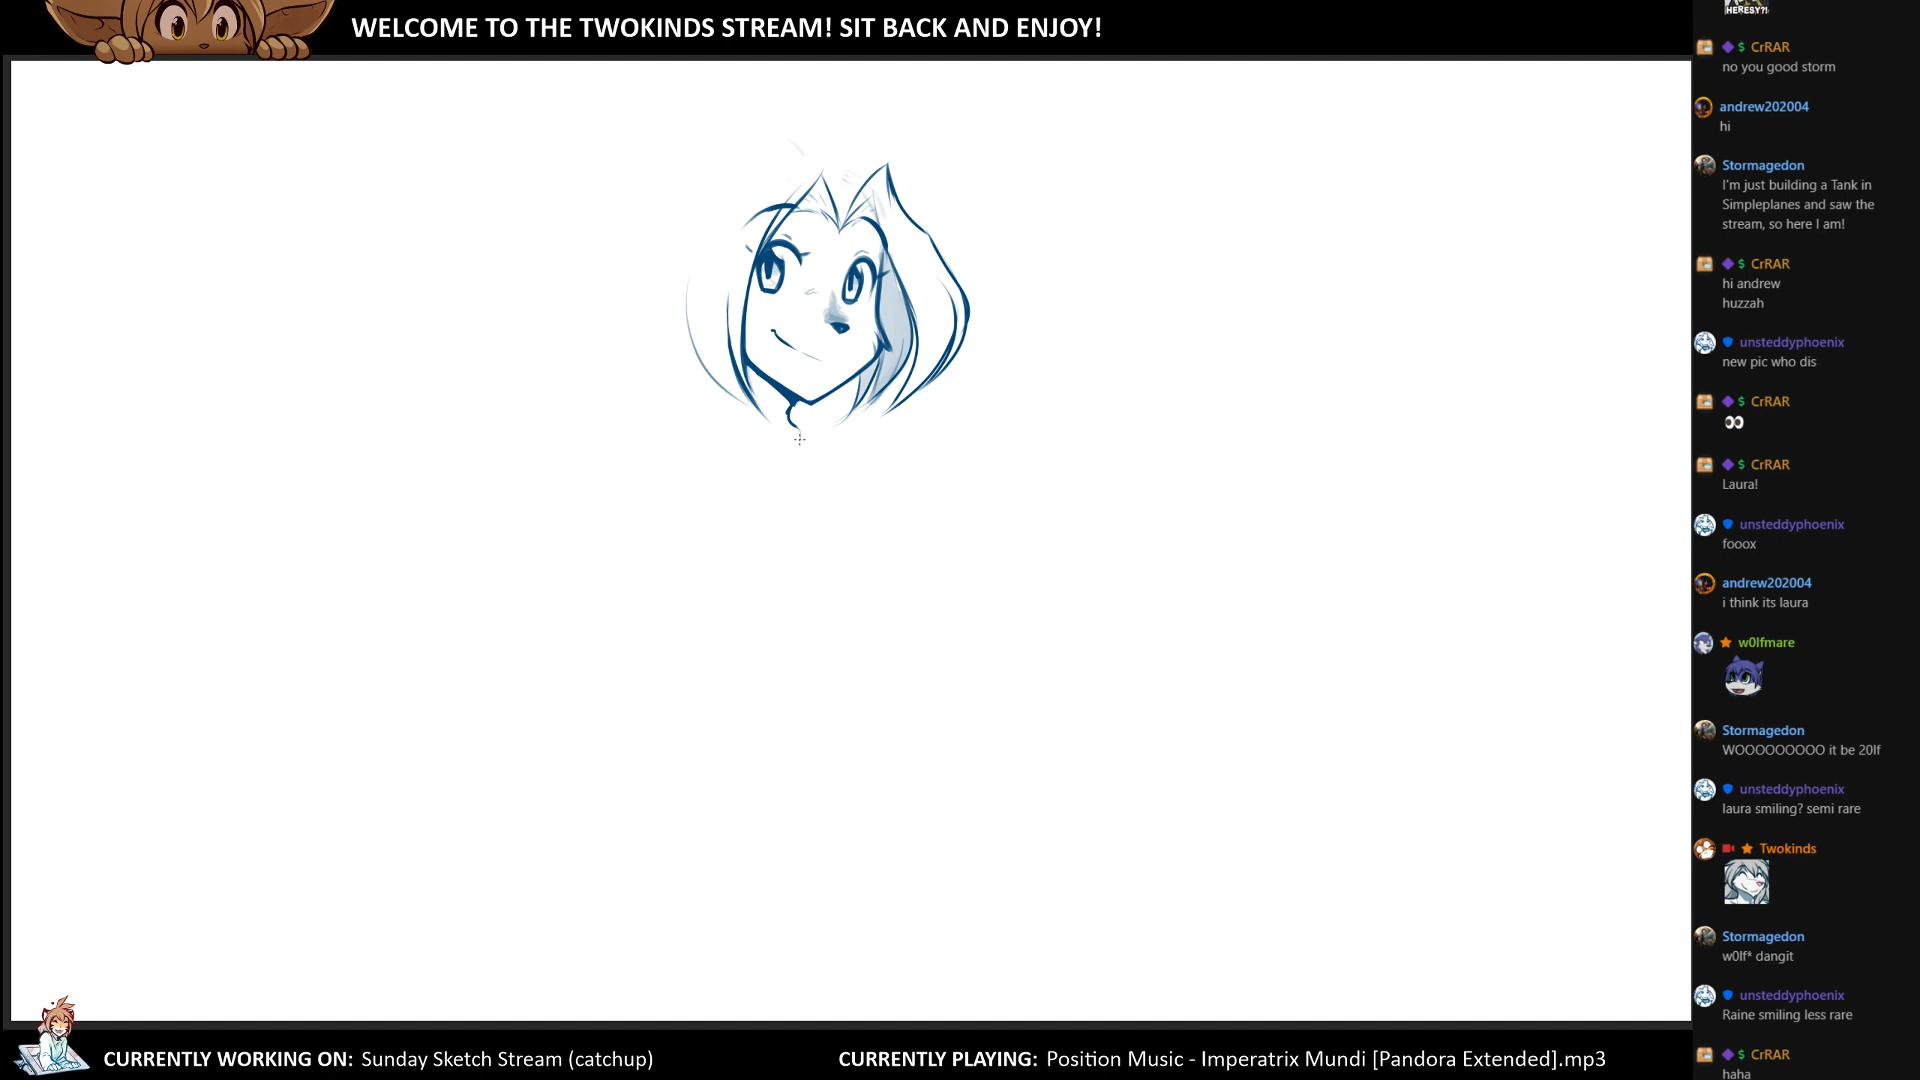 WELCOME TO THE TWOKINDS STREAM! SIT BACK AND ENJOY!
HERESY?!
$ CrRAR
no you good storm
andrew202004
hi
Stormagedon
I'm just building a Tank in
Simpleplanes and saw the
stream, so here I am!
$ CrRAR
hi andrew
huzzah
unsteddyphoenix
new pic who dis
$ CrRAR
$ CrRAR
Laura!
unsteddyphoenix
fooox
andrew202004
i think its laura
w0lfmare
Stormagedon
WOOOOOOOOO it be 20lf
unsteddyphoenix
laura smiling? semi rare
Twokinds
Stormagedon
w0lf* dangit
unsteddyphoenix
Raine smiling less rare
$ CrRAR
haha
CURRENTLY WORKING ON: Sunday Sketch Stream (catchup)
CURRENTLY PLAYING: Position Music - Imperatrix Mundi [Pandora Extended].mp3